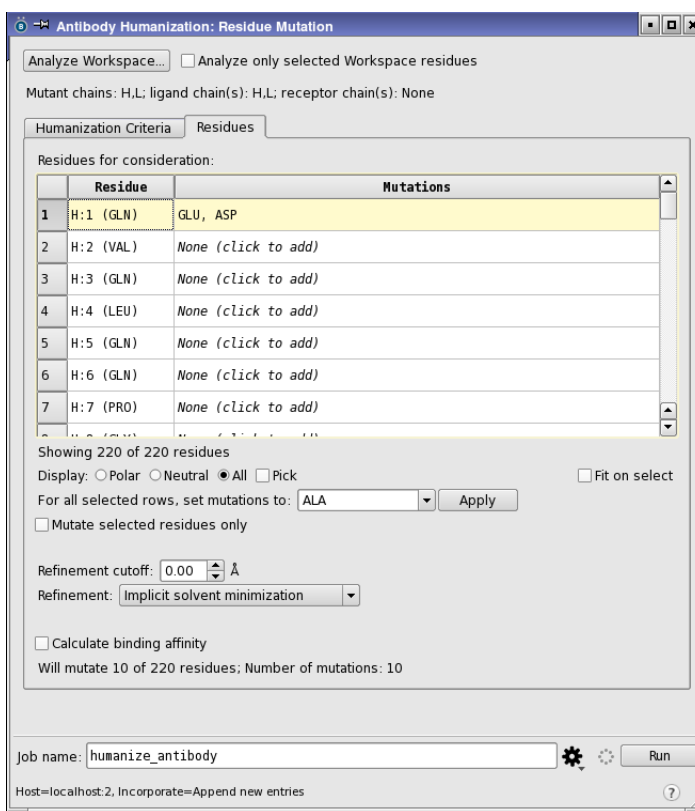 Antibody Humanization: Residue Mutation
Analyze Workspace... Analyze only selected Workspace residues
Mutant chains: H,L; ligand chain(s): H,L; receptor chain(s): None
Humanization Criteria Residues
Residues for consideration:
Residue Mutations
1 H:1 (GLN) GLU, ASP
2 H:2 (VAL) None (click to add)
3 H:3 (GLN) None (click to add)
4 H:4 (LEU) None (click to add)
5 H:5 (GLN) None (click to add)
6 H:6 (GLN) None (click to add)
7 H:7 (PRO) None (click to add)
Showing 220 of 220 residues
Display: Polar Neutral All Pick Fit on select
For all selected rows, set mutations to: ALA Apply
Mutate selected residues only
Refinement cutoff: 0.00 Å
Refinement: Implicit solvent minimization
Calculate binding affinity
Will mutate 10 of 220 residues; Number of mutations: 10
Job name: humanize_antibody Run
Host=localhost:2, Incorporate=Append new entries ?